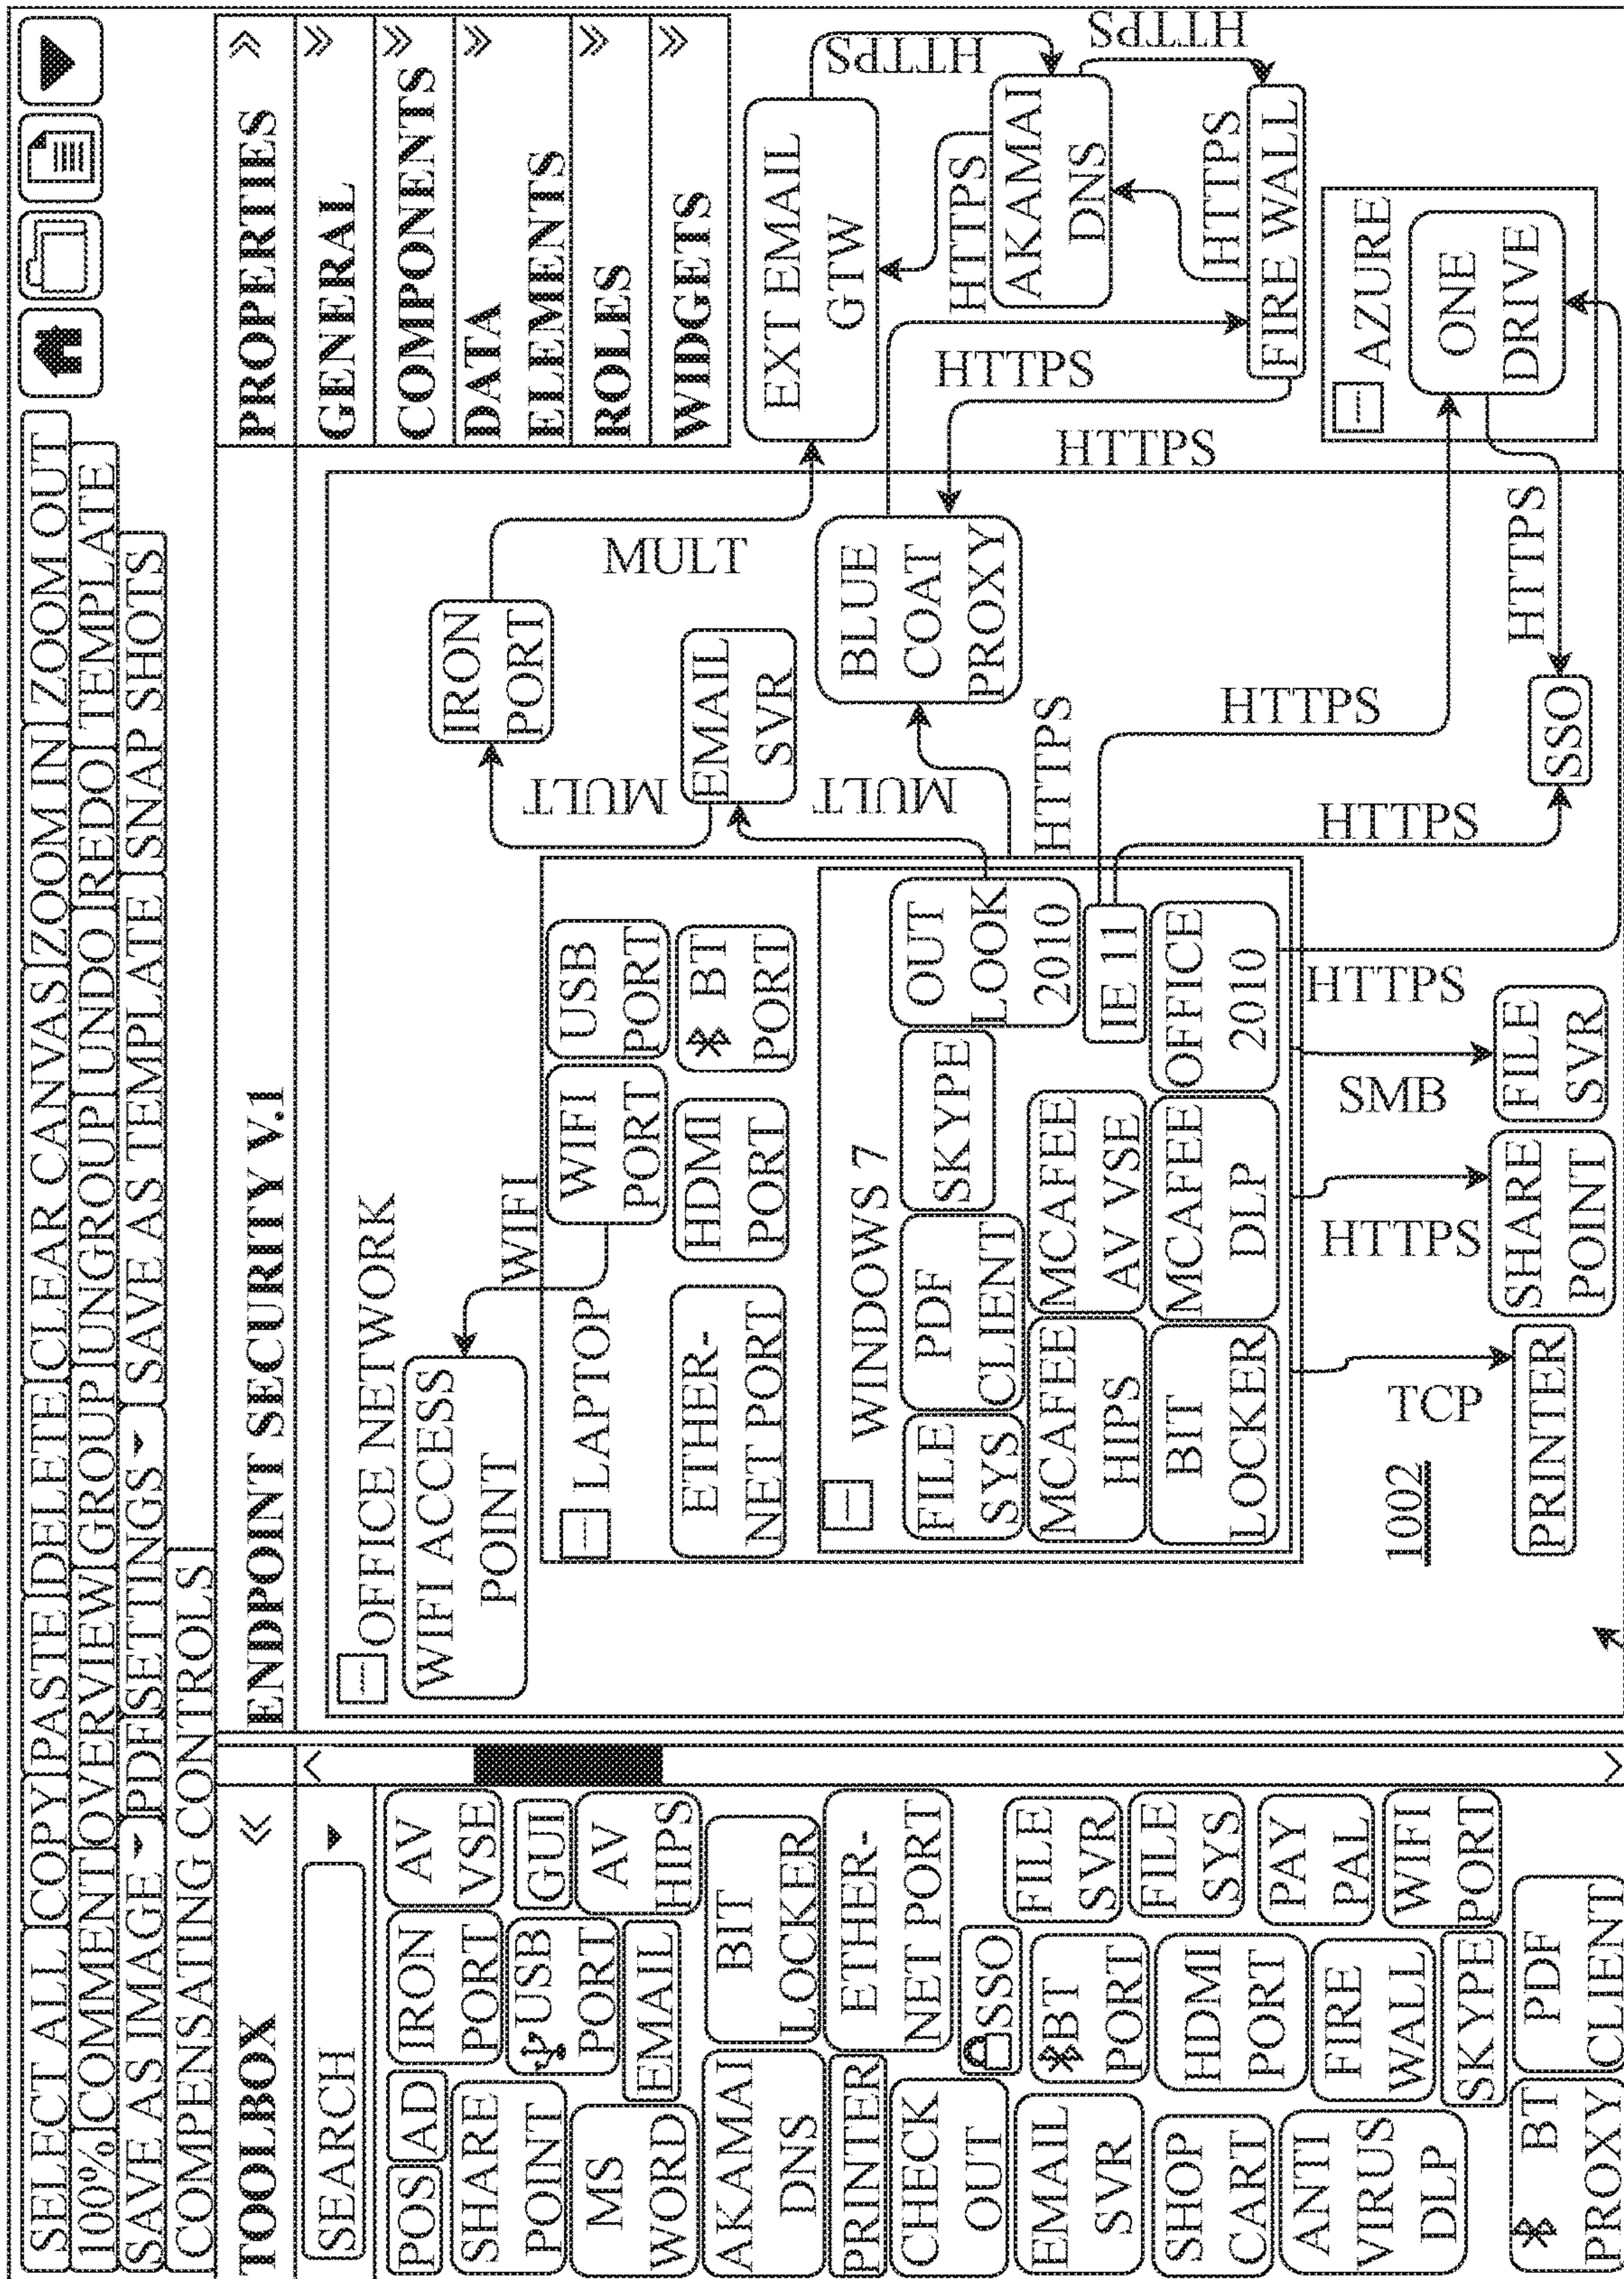 SELECT ALL COPY PASTE DELETE CLEAR CANVAS ZOOM IN ZOOM OUT
100% COMMENT OVERVIEW GROUP UNGROUP UNDO REDO TEMPLATE
SAVE AS IMAGE PDF SETTINGS SAVE AS TEMPLATE SNAP SHOTS
COMPENSATING CONTROLS
TOOLBOX
SEARCH
POS
AD
IRON
PORT
AV
VSE
SHARE
POINT
USB
PORT
GUI
MS
WORD
EMAIL
AV
HIPS
AKAMAI
DNS
BIT
LOCKER
PRINTER
ETHER-
NET PORT
CHECK
OUT
SSO
FILE
SVR
EMAIL
SVR
BT
PORT
FILE
SYS
SHOP
CART
HDMI
PORT
PAY
PAL
ANTI
VIRUS
DLP
FIRE
WALL
WIFI
PORT
SKYPE
BT
PROXY
PDF
CLIENT
ENDPOINT SECURITY V.1
OFFICE NETWORK
WIFI ACCESS
POINT
WIFI
LAPTOP
WIFI
PORT
USB
PORT
ETHER-
NET PORT
HDMI
PORT
BT
PORT
WINDOWS 7
FILE
SYS
PDF
CLIENT
SKYPE
OUT
LOOK
2010
MCAFEE
HIPS
MCAFEE
AV VSE
IE 11
BIT
LOCKER
MCAFEE
DLP
OFFICE
2010
1002
TCP
PRINTER
HTTPS
SHARE
POINT
SMB
FILE
SVR
HTTPS
IRON
PORT
MULT
MULT
EMAIL
SVR
MULT
BLUE
COAT
PROXY
HTTPS
HTTPS
HTTPS
SSO
HTTPS
PROPERTIES
GENERAL
COMPONENTS
DATA
ELEMENTS
ROLES
WIDGETS
EXT EMAIL
GTW
HTTPS
HTTPS
AKAMAI
DNS
HTTPS
HTTPS
HTTPS
HTTPS
FIRE WALL
AZURE
ONE
DRIVE